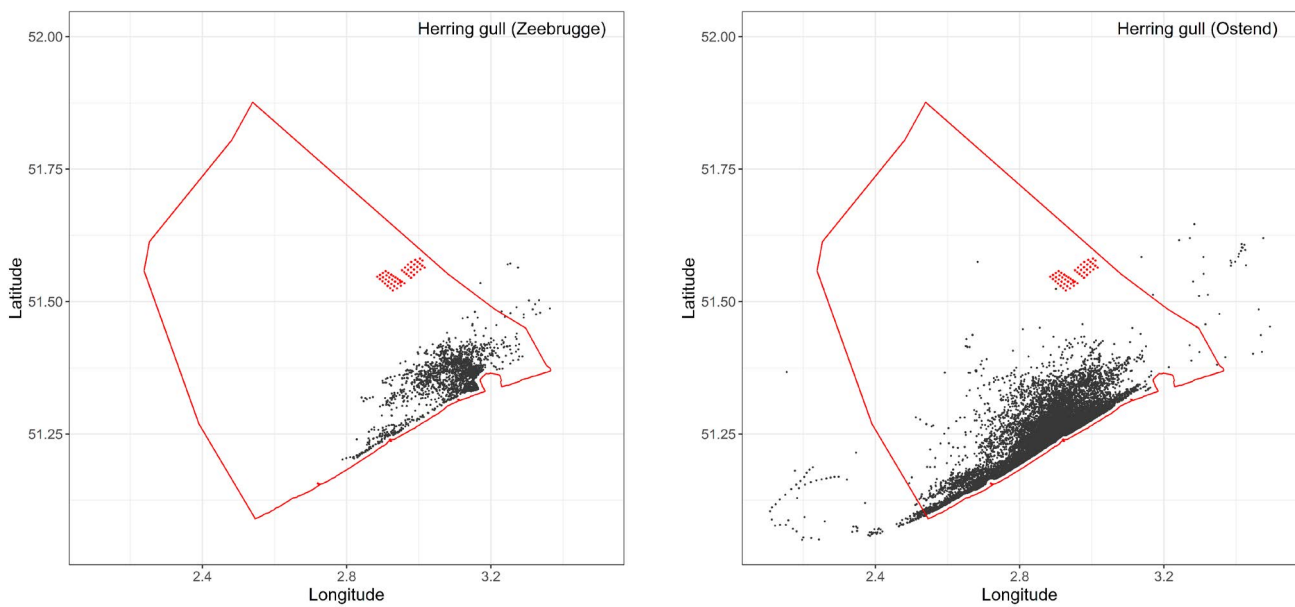 Herring gull (Zeebrugge)
52.00
51.75
51.50
51.25
Latitude
2.4 2.8 3.2
Longitude
Herring gull (Ostend)
52.00
51.75
51.50
51.25
Latitude
2.4 2.8 3.2
Longitude